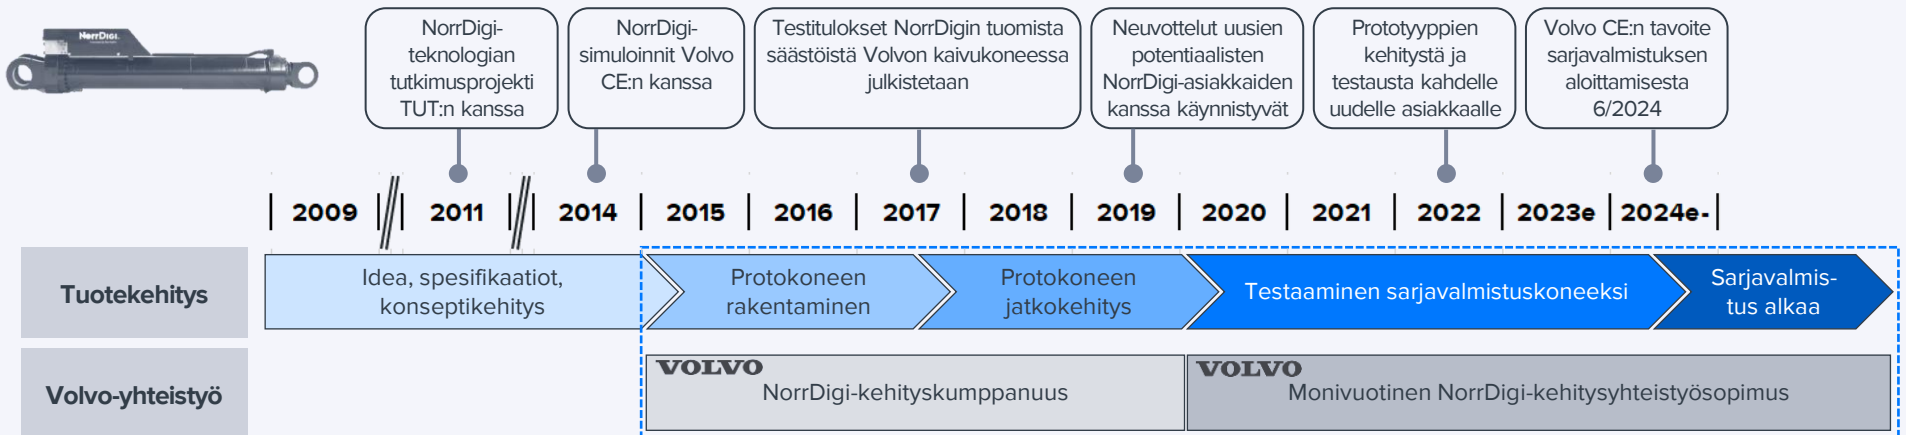 NorrDigi
NorrDigi-
teknologian
tutkimusprojekti
TUT:n kanssa
NorrDigi-
simuloinnit Volvo
CE:n kanssa
Testitulokset NorrDigin tuomista
säästöistä Volvon kaivukoneessa
julkistetaan
Neuvottelut uusien
potentiaalisten
NorrDigi-asiakkaiden
kanssa käynnistyvät
Prototyyppien
kehitystä ja
testausta kahdelle
uudelle asiakkaalle
Volvo CE:n tavoite
sarjavalmistuksen
aloittamisesta
6/2024
2009 2011 2014 2015 2016 2017 2018 2019 2020 2021 2022 2023e 2024e-
Tuotekehitys
Idea, spesifikaatiot,
konseptikehitys
Protokoneen
rakentaminen
Protokoneen
jatkokehitys
Testaaminen sarjavalmistuskoneeksi
Sarjavalmis-
tus alkaa
Volvo-yhteistyö
VOLVO
NorrDigi-kehityskumppanuus
VOLVO
Monivuotinen NorrDigi-kehitysyhteistyösopimus